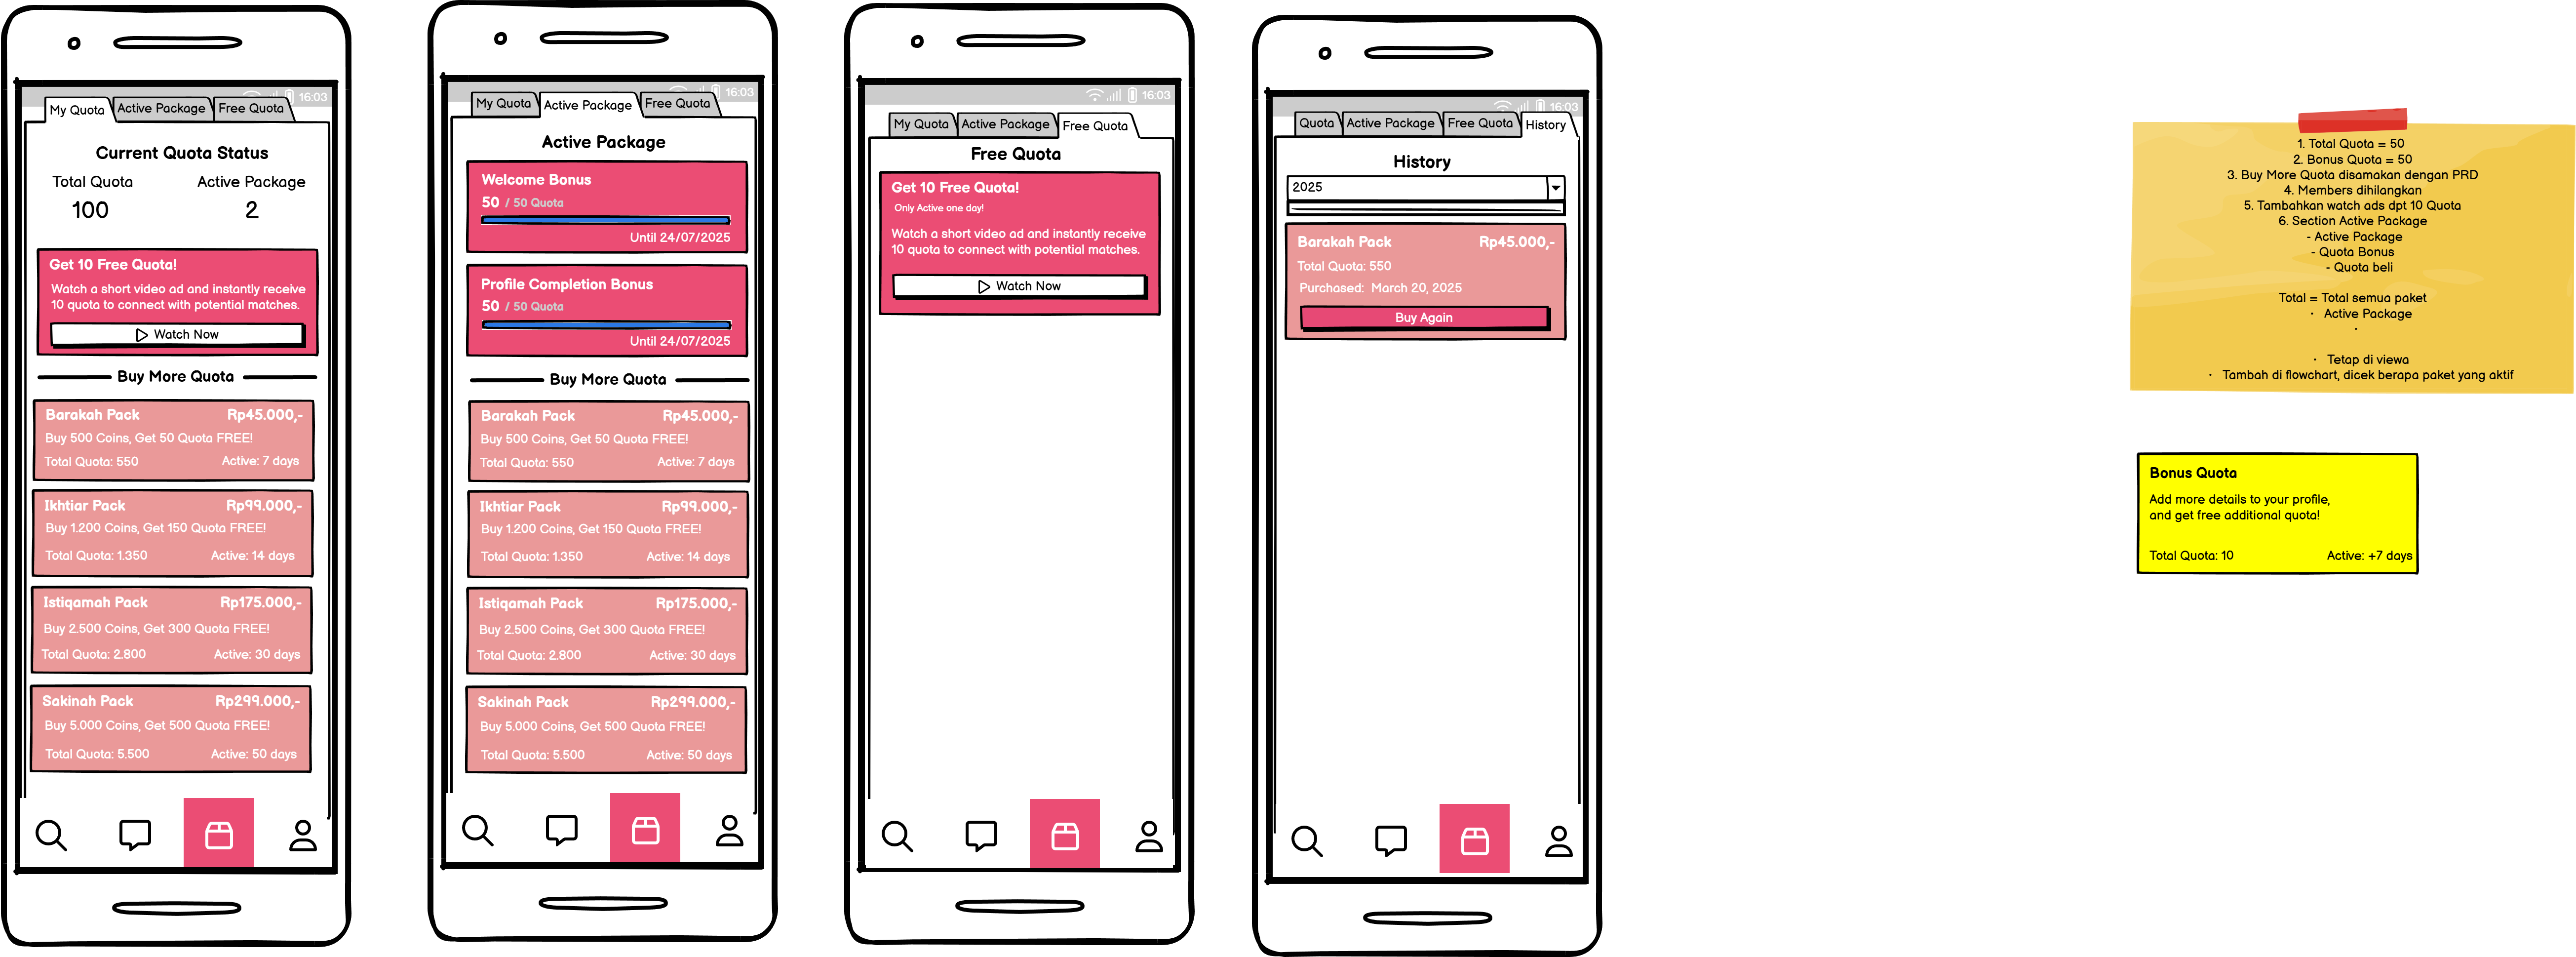 16:03
My Quota
Active Package
Free Quota
Current Quota Status
Total Quota
Active Package
100
2
Get 10 Free Quota!
Watch a short video ad and instantly receive
10 quota to connect with potential matches.
Watch Now
Buy More Quota
Barakah Pack
Rp45.000,-
Buy 500 Coins, Get 50 Quota FREE!
Total Quota: 550
Active: 7 days
Ikhtiar Pack
Rp99.000,-
Buy 1.200 Coins, Get 150 Quota FREE!
Total Quota: 1.350
Active: 14 days
Istiqamah Pack
Rp175.000,-
Buy 2.500 Coins, Get 300 Quota FREE!
Total Quota: 2.800
Active: 30 days
Sakinah Pack
Rp299.000,-
Buy 5.000 Coins, Get 500 Quota FREE!
Total Quota: 5.500
Active: 50 days
16:03
My Quota
Active Package
Free Quota
Active Package
Welcome Bonus
50 / 50 Quota
Until 24/07/2025
Profile Completion Bonus
50 / 50 Quota
Until 24/07/2025
Buy More Quota
Barakah Pack
Rp45.000,-
Buy 500 Coins, Get 50 Quota FREE!
Total Quota: 550
Active: 7 days
Ikhtiar Pack
Rp99.000,-
Buy 1.200 Coins, Get 150 Quota FREE!
Total Quota: 1.350
Active: 14 days
Istiqamah Pack
Rp175.000,-
Buy 2.500 Coins, Get 300 Quota FREE!
Total Quota: 2.800
Active: 30 days
Sakinah Pack
Rp299.000,-
Buy 5.000 Coins, Get 500 Quota FREE!
Total Quota: 5.500
Active: 50 days
16:03
My Quota
Active Package
Free Quota
Free Quota
Get 10 Free Quota!
Only Active one day!
Watch a short video ad and instantly receive
10 quota to connect with potential matches.
Watch Now
16:03
Quota
Active Package
Free Quota
History
History
2025
Barakah Pack
Rp45.000,-
Total Quota: 550
Purchased: March 20, 2025
Buy Again
1. Total Quota = 50
2. Bonus Quota = 50
3. Buy More Quota disamakan dengan PRD
4. Members dihilangkan
5. Tambahkan watch ads dpt 10 Quota
6. Section Active Package
- Active Package
- Quota Bonus
- Quota beli
Total = Total semua paket
· Active Package
·
· Tetap di viewa
· Tambah di flowchart, dicek berapa paket yang aktif
Bonus Quota
Add more details to your profile,
and get free additional quota!
Total Quota: 10
Active: +7 days